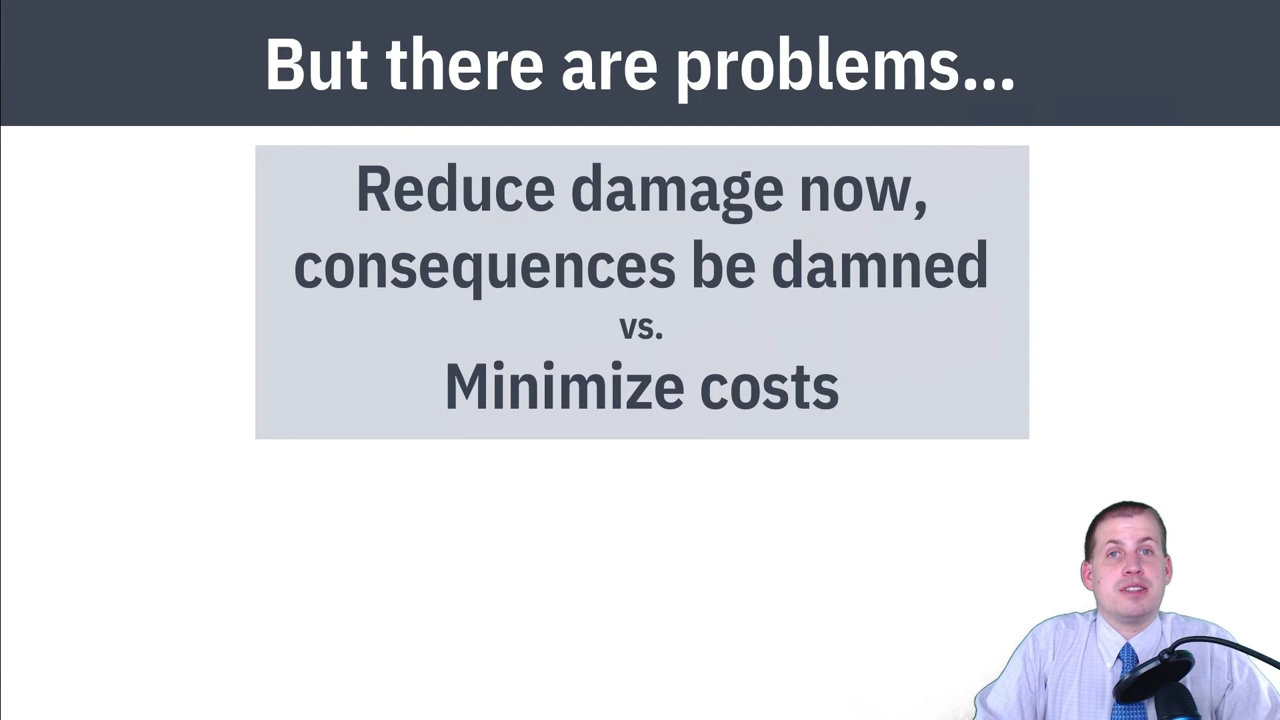 But there are problems...
Reduce damage now,
consequences be damned
vs.
Minimize costs